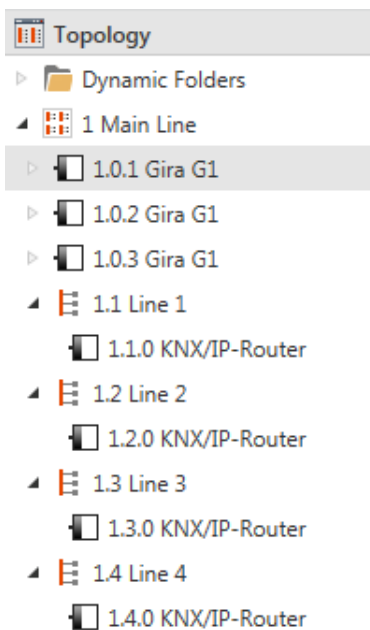 Topology
Dynamic Folders
1 Main Line
1.0.1 Gira G1
1.0.2 Gira G1
1.0.3 Gira G1
1.1 Line 1
1.1.0 KNX/IP-Router
1.2 Line 2
1.2.0 KNX/IP-Router
1.3 Line 3
1.3.0 KNX/IP-Router
1.4 Line 4
1.4.0 KNX/IP-Router